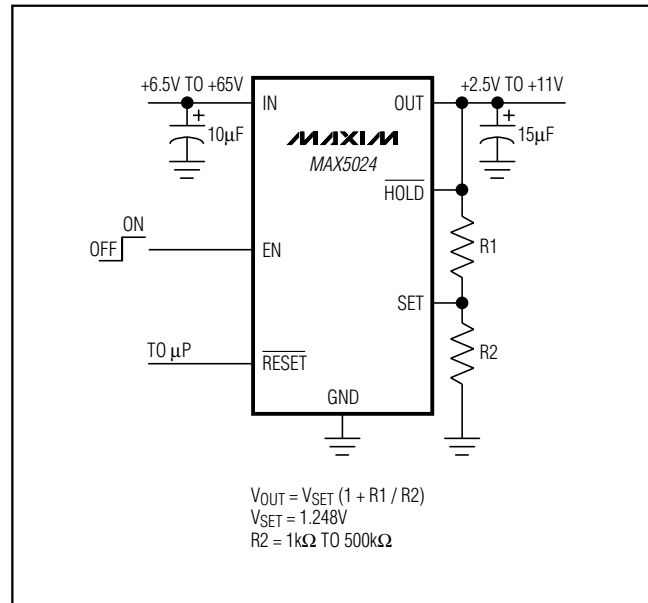 +6.5V TO +65V
IN
OUT
+2.5V TO +11V
+
10μF
MAXIM
MAX5024
+
15μF
HOLD
ON
OFF
EN
R1
SET
TO μP
RESET
R2
GND
VOUT = VSET (1 + R1 / R2)
VSET = 1.248V
R2 = 1kΩ TO 500kΩ